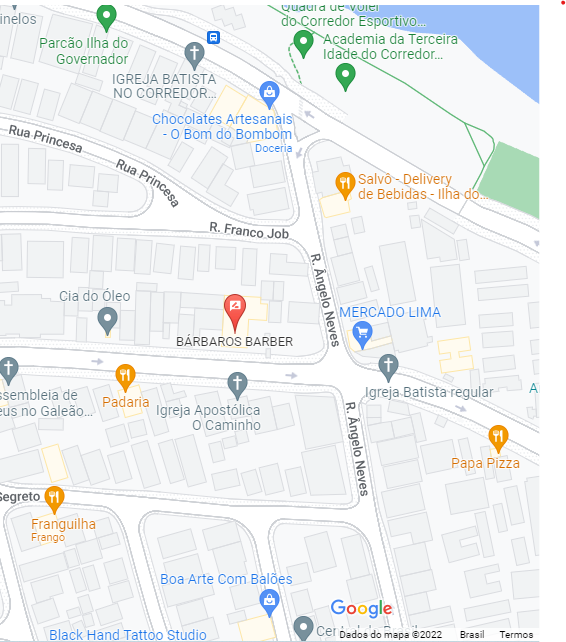 inelos
Quadra de Vôlei
do Corredor Esportivo...
Parcão Ilha do
Governador
Academia da Terceira
Idade do Corredor...
IGREJA BATISTA
NO CORREDOR...
Chocolates Artesanais
- O Bom do Bombom
Doceria
Rua Princesa
Rua Princesa
Salvô - Delivery
de Bebidas - Ilha do...
R. Franco Job
R. Ângelo Neves
Cia do Óleo
MERCADO LIMA
BÁRBAROS BARBER
Igreja Batista regular
A
ssembleia de
eus no Galeão...
Padaria
Igreja Apostólica
O Caminho
R. Ângelo Neves
Papa Pizza
Segreto
Franguilha
Frango
Boa Arte Com Balões
Google
Black Hand Tattoo Studio
Dados do mapa ©2022 Brasil Termos